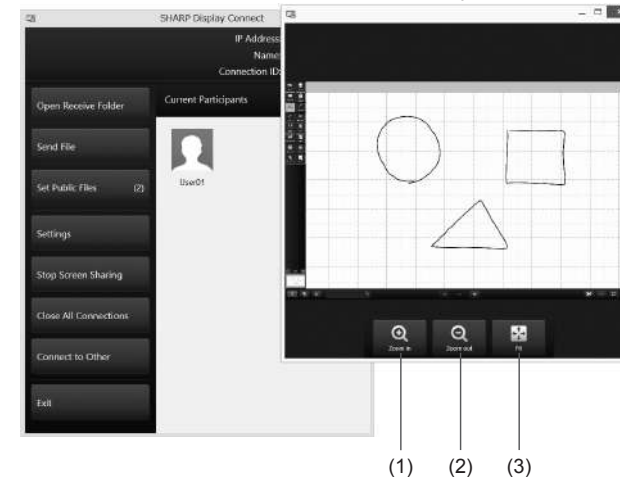 SHARP Display Connect
IP Address:
Name:
Connection ID:
Open Receive Folder
Current Participants
Send File
User01
Set Public Files (2)
Settings
Stop Screen Sharing
Close All Connections
Connect to Other
Exit
Zoom in
Zoom out
Fit
(1) (2) (3)